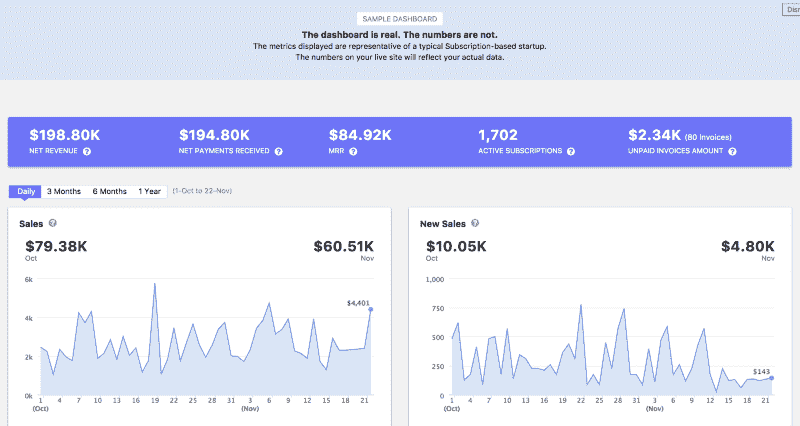 Disr
SAMPLE DASHBOARD
The dashboard is real. The numbers are not.
The metrics displayed are representative of a typical Subscription-based startup.
The numbers on your live site will reflect your actual data.
$198.80K $194.80K $84.92K 1,702 $2.34K (80 Invoices)
NET REVENUE ? NET PAYMENTS RECEIVED ? MRR ? ACTIVE SUBSCRIPTIONS ? UNPAID INVOICES AMOUNT ?
Daily 3 Months 6 Months 1 Year (1-Oct to 22-Nov)
Sales ?
$79.38K $60.51K
Oct Nov
6k
$4,401
4k
2k
0k
1 4 7 10 13 16 19 22 25 28 31 3 6 9 12 15 18 21
(Oct) (Nov)
New Sales ?
$10.05K $4.80K
Oct Nov
1,000
750
500
250
$143
0
1 4 7 10 13 16 19 22 25 28 31 3 6 9 12 15 18 21
(Oct) (Nov)